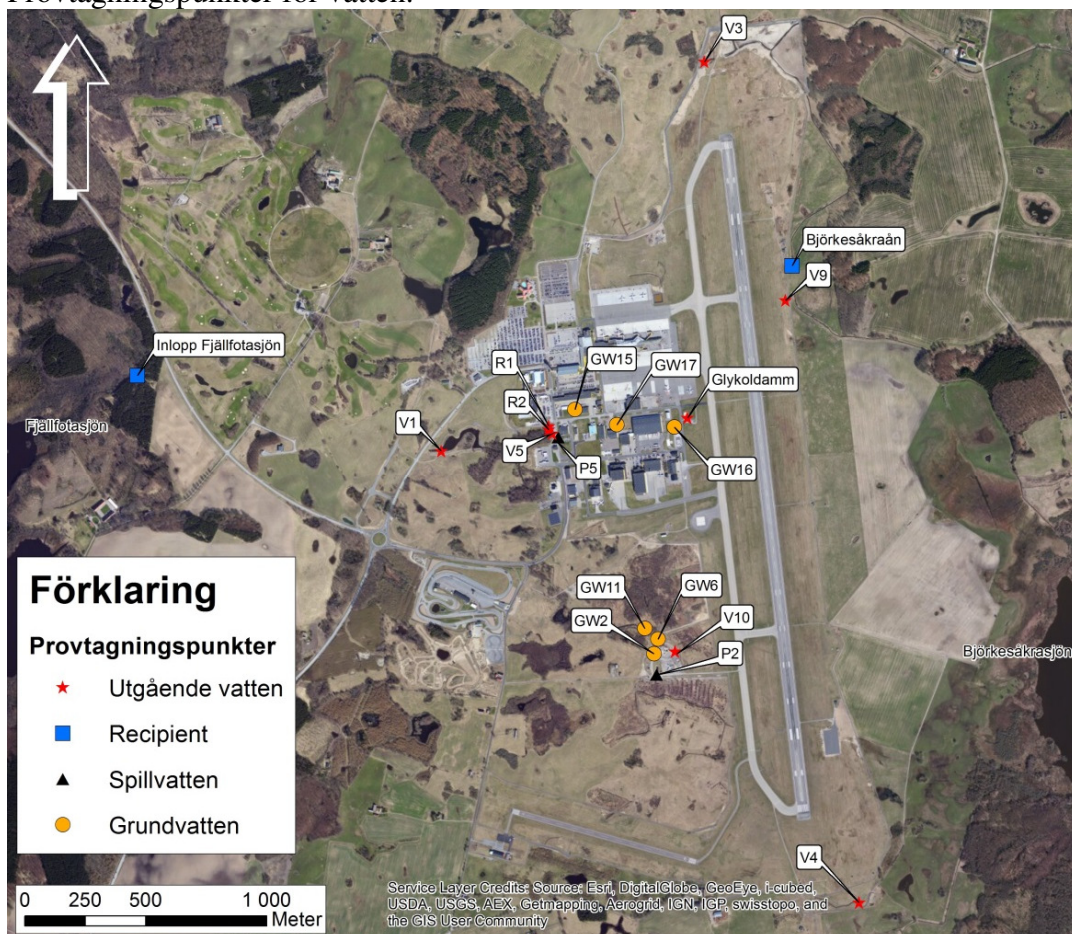 Provtagningspunkter för vatten.
V3
Björkesåkraån
V9
Inlopp Fjällfotasjön
R1
GW15
GW17
Glykoldamm
R2
V1
Fjällfotasjön
V5
P5
GW16
Förklaring
Provtagningspunkter
Utgående vatten
Recipient
Spillvatten
Grundvatten
GW11
GW6
GW2
V10
P2
Björkesåkrasjön
V4
0 250 500 1 000
Meter
Service Layer Credits: Source: Esri, DigitalGlobe, GeoEye, i-cubed,
USDA, USGS, AEX, Getmapping, Aerogrid, IGN, IGP, swisstopo, and
the GIS User Community